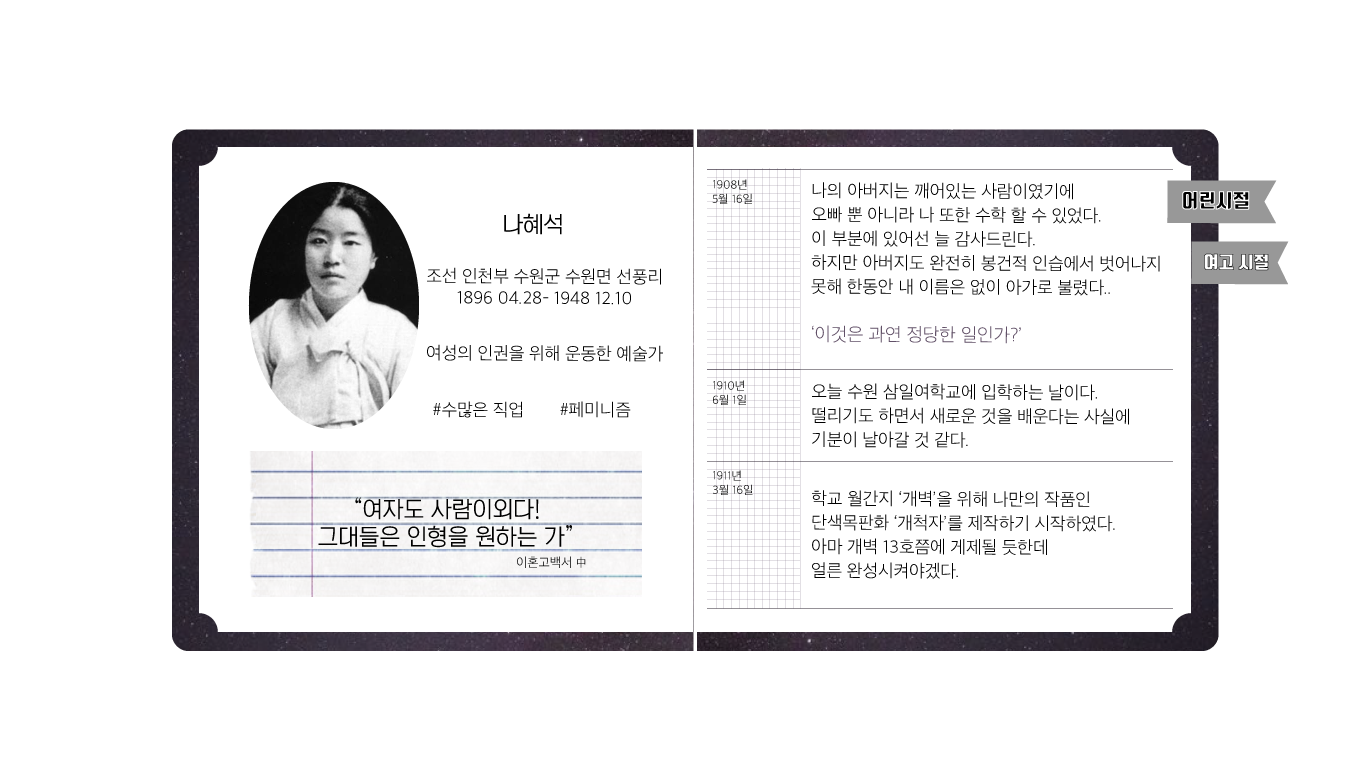 나혜석
조선 인천부 수원군 수원면 선풍리
1896 04.28- 1948 12.10
여성의 인권을 위해 운동한 예술가
#수많은 직업 #페미니즘
“여자도 사람이외다!
그대들은 인형을 원하는 가”
이혼고백서 中
1908년
5월 16일
나의 아버지는 깨어있는 사람이였기에
오빠 뿐 아니라 나 또한 수학 할 수 있었다.
이 부분에 있어선 늘 감사드린다.
하지만 아버지도 완전히 봉건적 인습에서 벗어나지
못해 한동안 내 이름은 없이 아가로 불렸다..
‘이것은 과연 정당한 일인가?’
1910년
6월 1일
오늘 수원 삼일여학교에 입학하는 날이다.
떨리기도 하면서 새로운 것을 배운다는 사실에
기분이 날아갈 것 같다.
1911년
3월 16일
학교 월간지 ‘개벽’을 위해 나만의 작품인
단색목판화 ‘개척자’를 제작하기 시작하였다.
아마 개벽 13호쯤에 게제될 듯한데
얼른 완성시켜야겠다.
어린시절
여고 시절